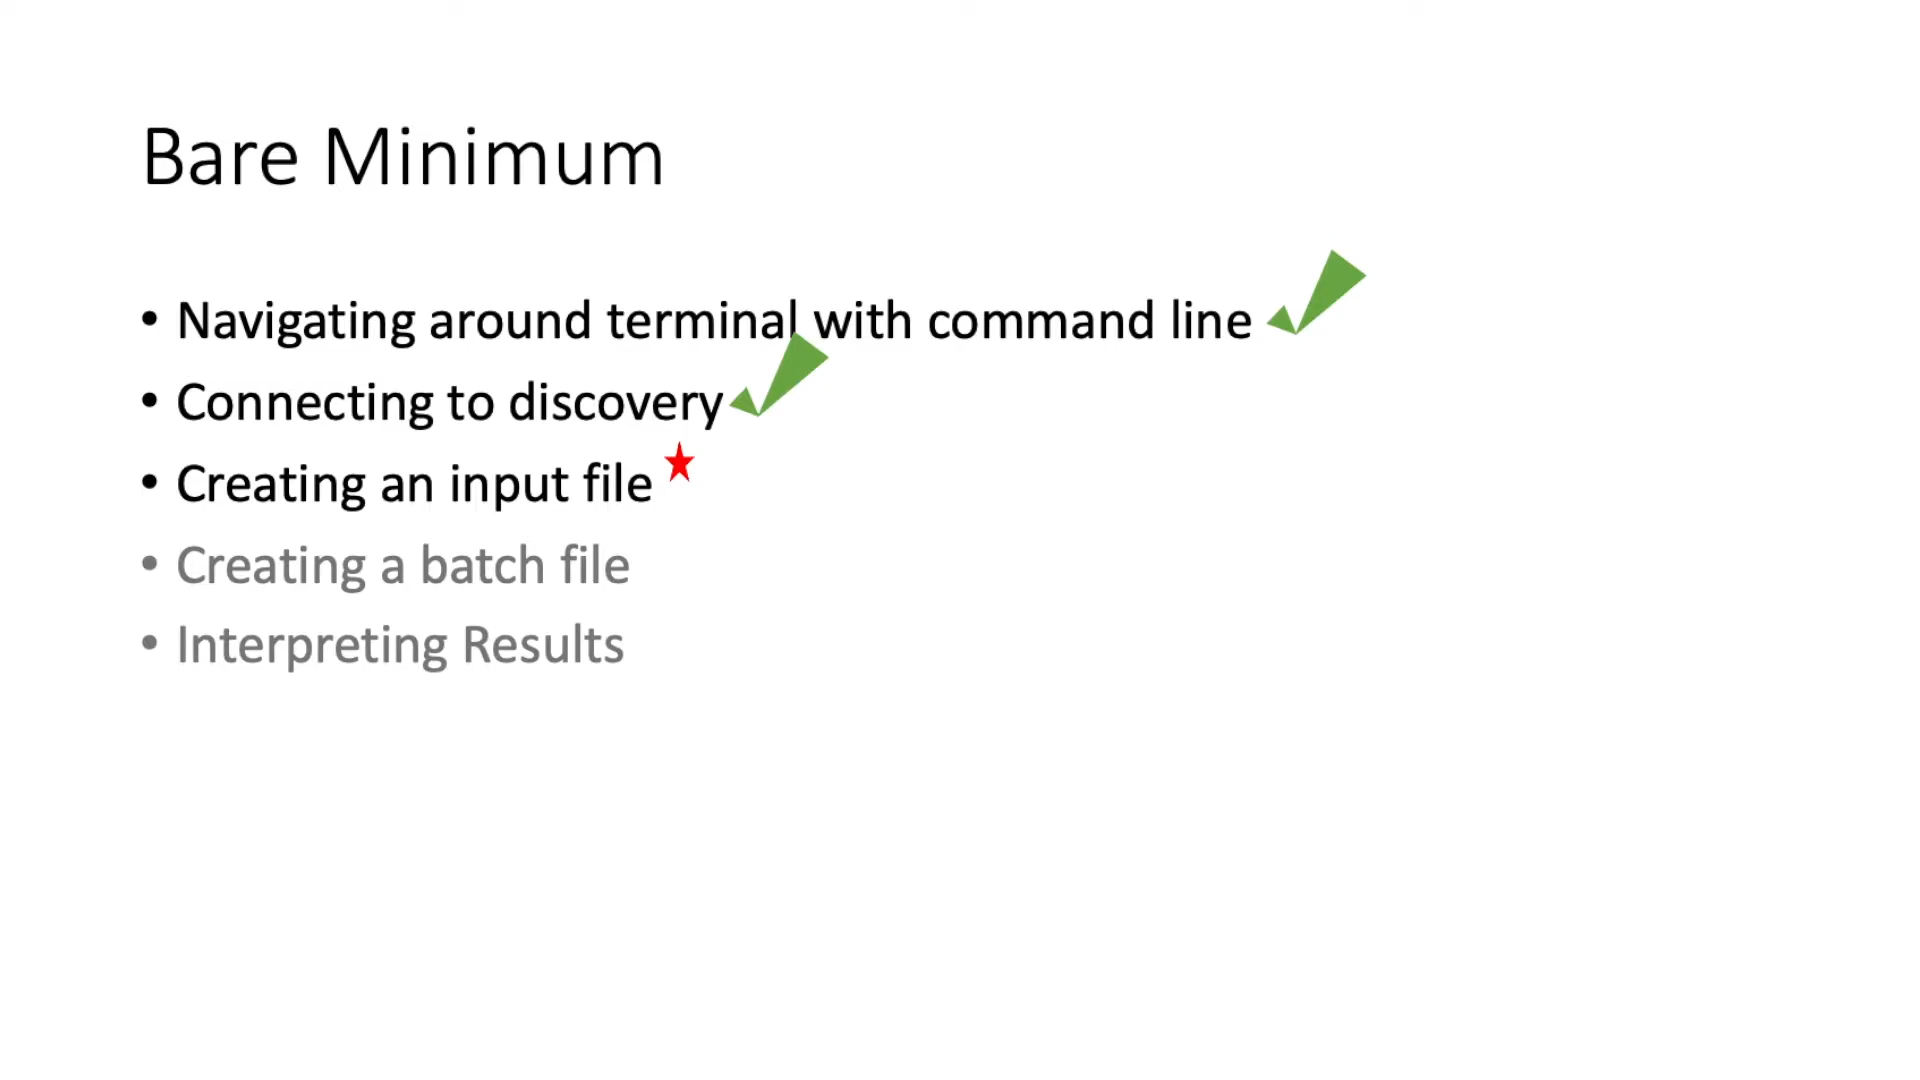 Bare Minimum
• Navigating around terminal with command line
• Connecting to discovery
• Creating an input file
• Creating a batch file
• Interpreting Results